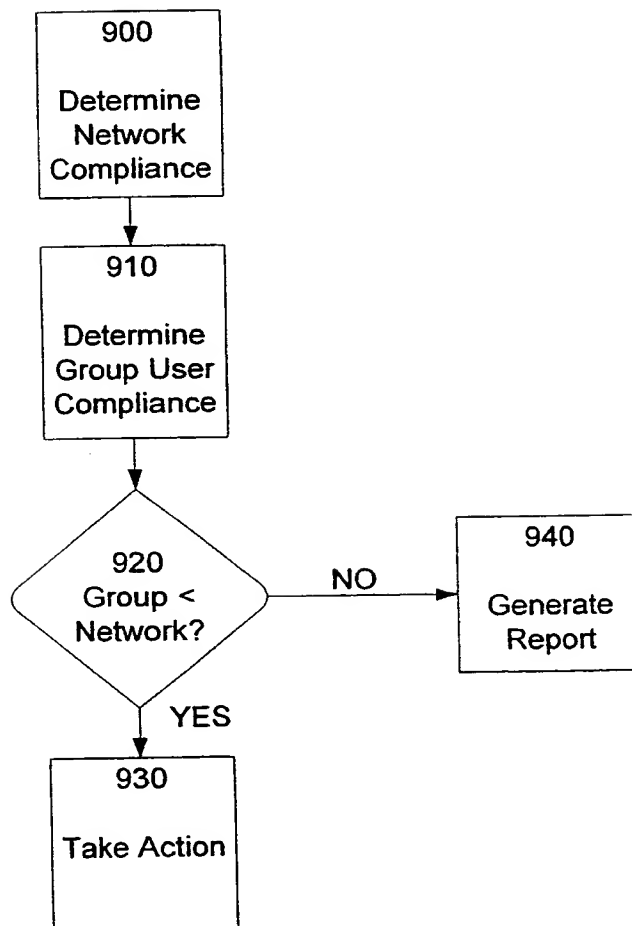 900
Determine
Network
Compliance
910
Determine
Group User
Compliance
920
Group <
Network?
NO
940
Generate
Report
YES
930
Take Action